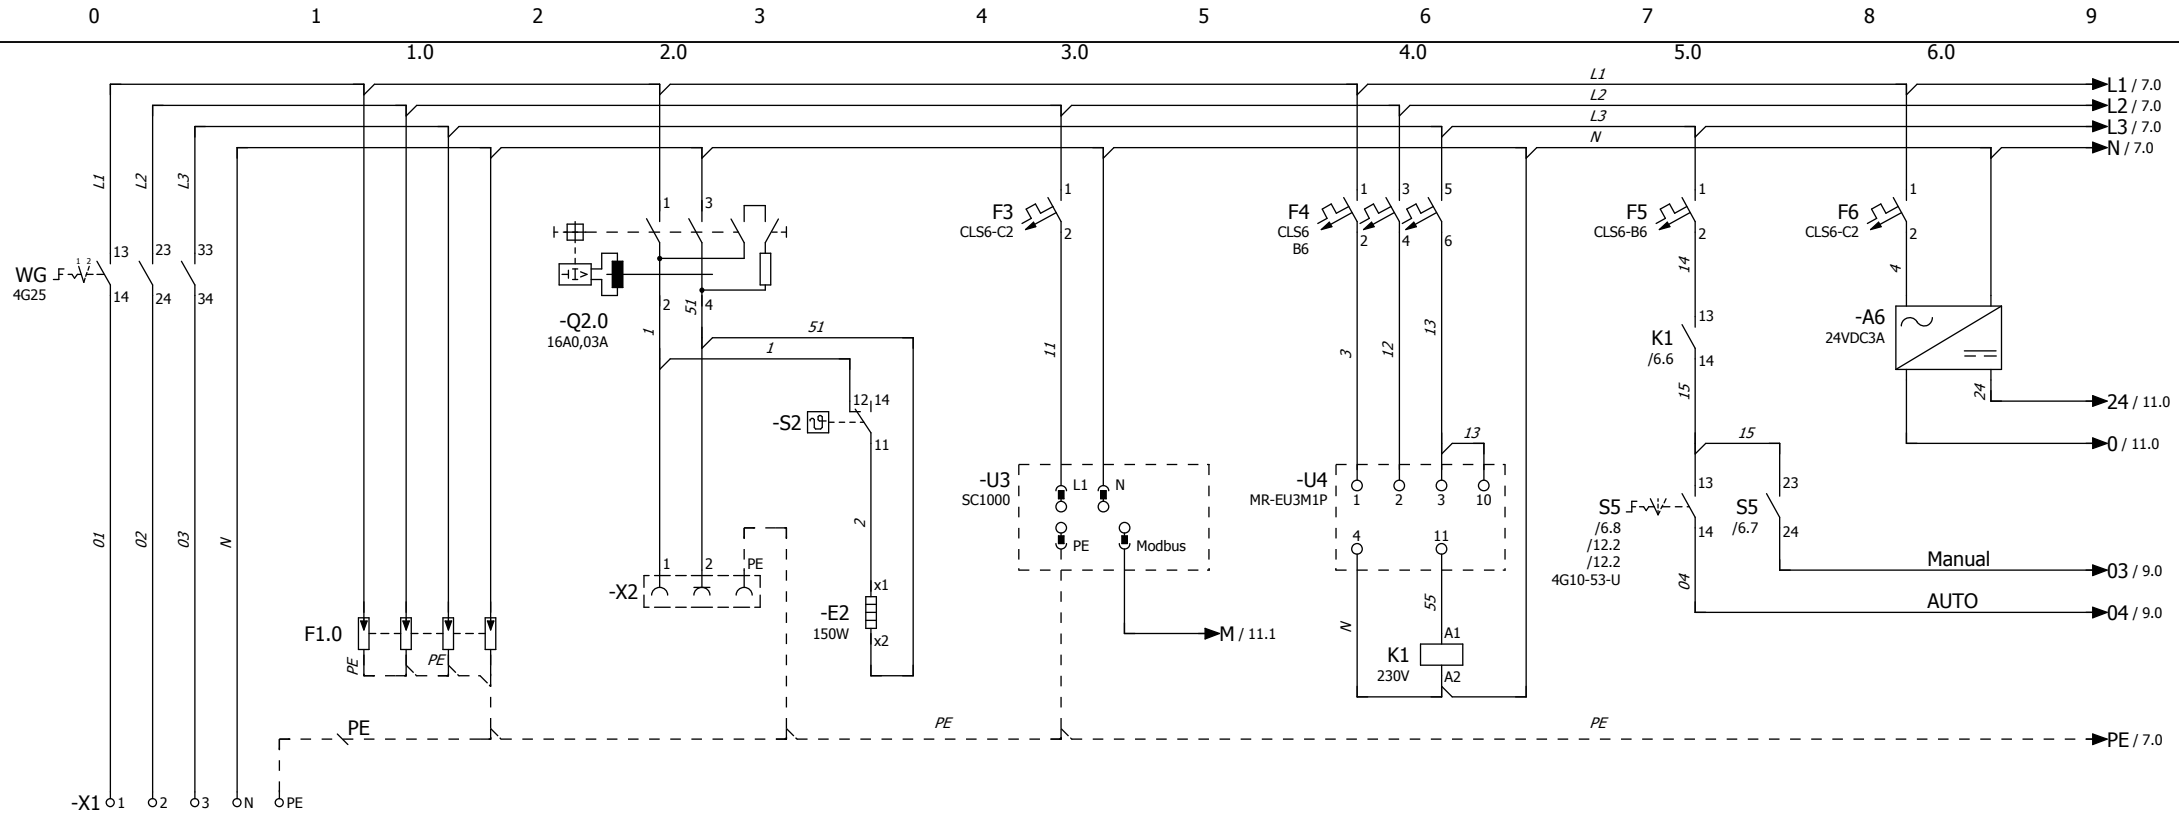 0 1 2 3 4 5 6 7 8 9
1.0 2.0 3.0 4.0 5.0 6.0
L1 L1 / 7.0
L2 L2 / 7.0
L3 L3 / 7.0
N N / 7.0
L1 L2 L3
1 3 1 1 3 5 1 1
F3 F4 F5 F6
CLS6-C2 CLS6 CLS6-B6 CLS6-C2
B6
2 2 4 6 2 2
13 23 33
WG 1 2
4G25
14 24 34
14 4
2 51 4
-Q2.0
16A0,03A
1 51
1
11 3 12 13
13
K1
/6.6
14
15
-A6
24VDC3A
24
24 / 11.0
0 / 11.0
12 14
-S2
11
13 15
-U3
SC1000
L1 N
PE Modbus
-U4
MR-EU3M1P
1 2 3 10
4 11
13 23
S5 S5
/6.8 /6.7
/12.2
/12.2
4G10-53-U
14 24
01 02 03 N
2
1 2 PE
-X2
x1
-E2
150W
x2
Manual 03 / 9.0
04 AUTO 04 / 9.0
F1.0
PE PE
M / 11.1
N 55
A1
K1
230V
A2
PE PE PE PE / 7.0
-X1 1 2 3 N PE